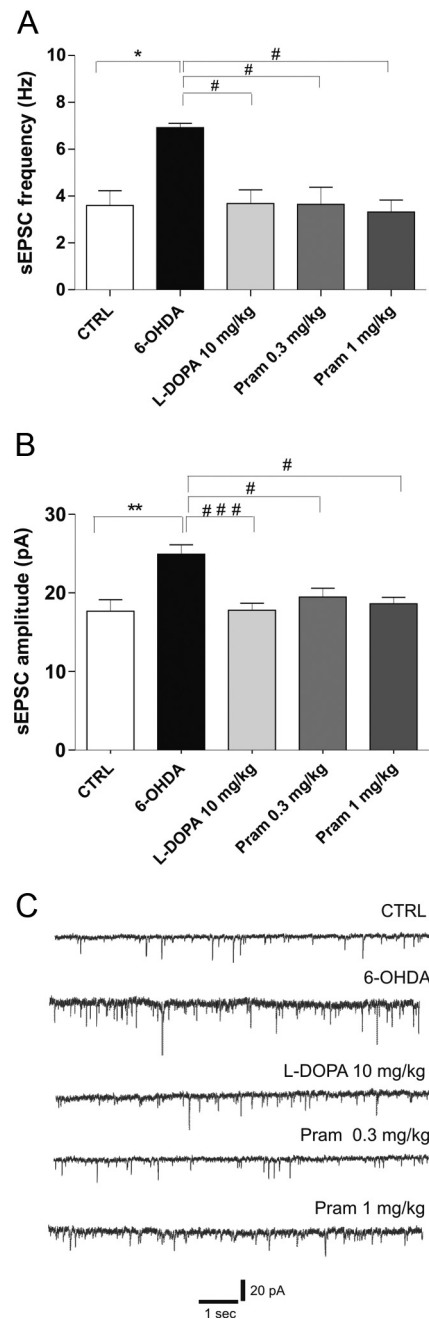 A
sEPSC frequency (Hz)
10
8
6
4
2
0
*
#
#
#
CTRL
6-OHDA
L-DOPA 10 mg/kg
Pram 0.3 mg/kg
Pram 1 mg/kg
B
sEPSC amplitude (pA)
30
20
10
0
**
#
#
# # #
CTRL
6-OHDA
L-DOPA 10 mg/kg
Pram 0.3 mg/kg
Pram 1 mg/kg
C
CTRL
6-OHDA
L-DOPA 10 mg/kg
Pram 0.3 mg/kg
Pram 1 mg/kg
20 pA
1 sec